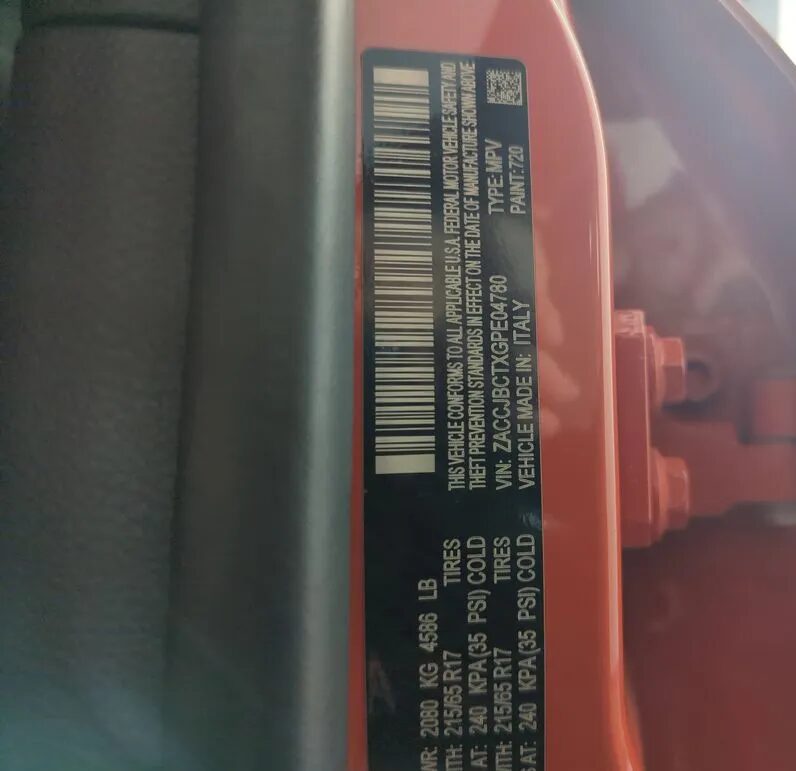 THIS VEHICLE CONFORMS TO ALL APPLICABLE U.S.A. FEDERAL MOTOR VEHICLE SAFETY AND
THEFT PREVENTION STANDARDS IN EFFECT ON THE DATE OF MANUFACTURE SHOWN ABOVE.
VIN: ZACCJBCTXGPE04780 TYPE: MPV
VEHICLE MADE IN: ITALY PAINT: 720
WR: 2080 KG 4586 LB
ITH: 215/65 R17 TIRES
AT: 240 KPA (35 PSI) COLD
WITH: 215/65 R17 TIRES
S AT: 240 KPA (35 PSI) COLD